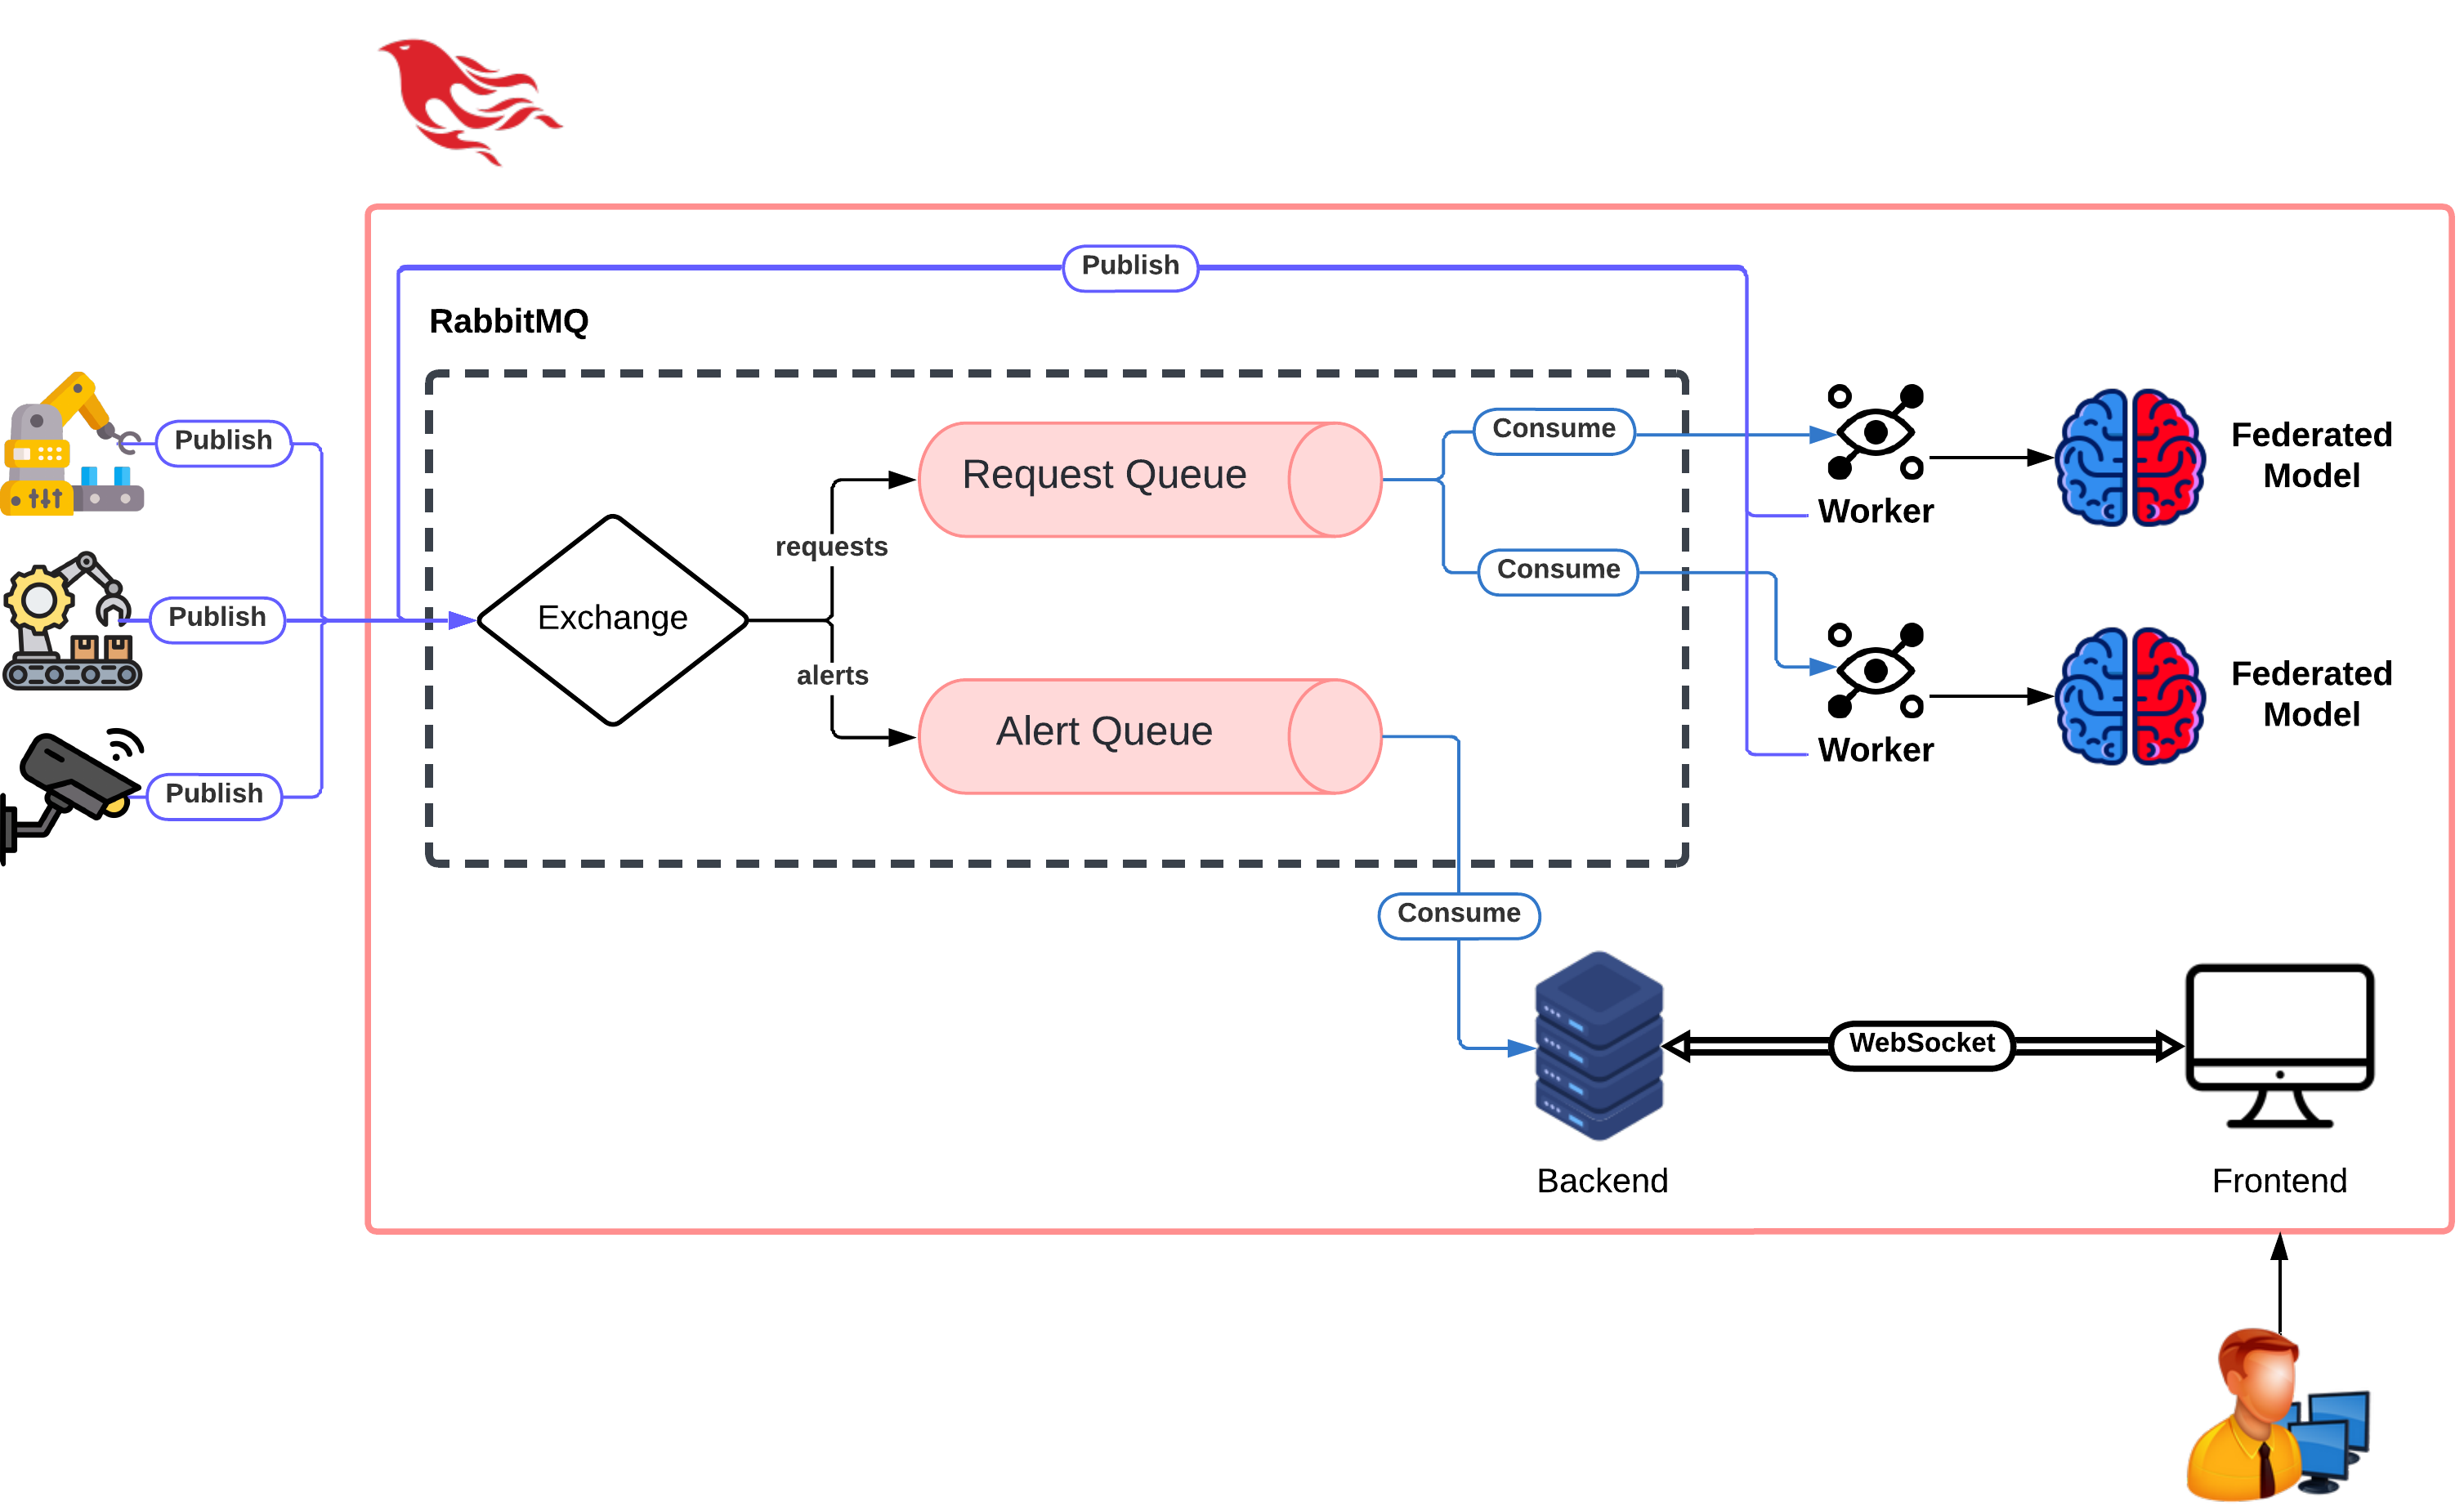 Publish
RabbitMQ
Publish
Consume
Federated
Model
Request Queue
Worker
requests
Consume
Publish
Exchange
alerts
Federated
Model
Alert Queue
Worker
Publish
Consume
WebSocket
Backend
Frontend